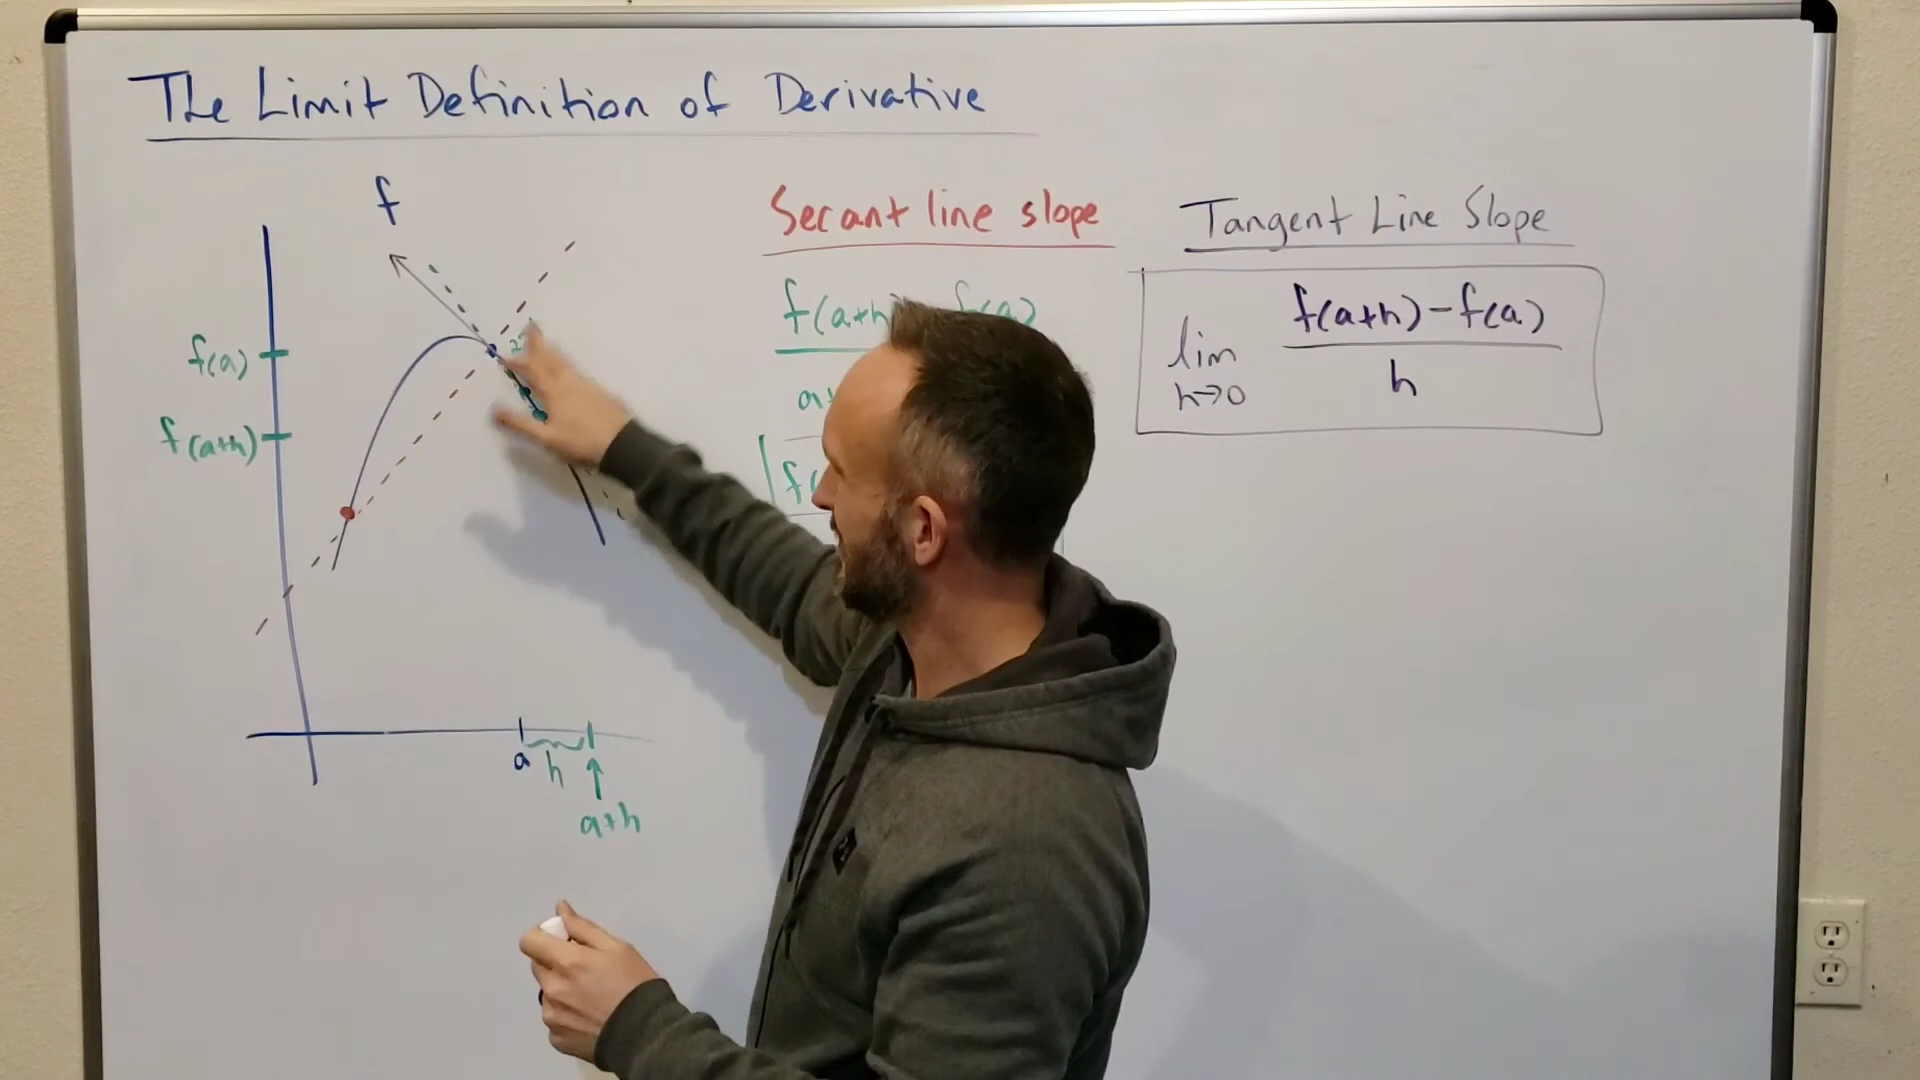 The Limit Definition of Derivative
f
f(a)
f(a+h)
a
h
a+h
Secant line slope
f(a+h) f(a)
Tangent Line Slope
lim
h→0
f(a+h)-f(a)
h